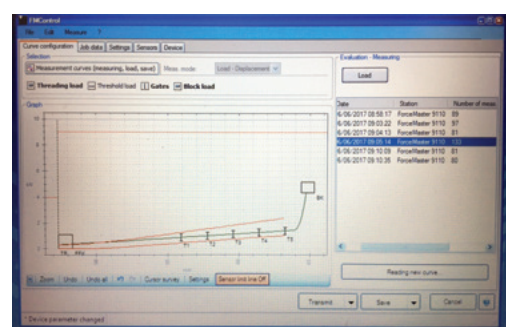 FMControl
File Edit Measure ?
Curve configuration Job data Settings Sensors Device
Selection
Measurement curves (measuring, load, save) Meas. mode: Load - Displacement
Threading load Threshold load Gates Block load
Graph
10
T1 T2 T3 T4 T5
BK
Zoom Undo Undo all Cursor survey Settings Sensor limit line Off
Evaluation - Measuring
Load
Date Station Number of meas
6/06/2017 08:58:17 ForceMaster 9110 89
6/06/2017 09:03:22 ForceMaster 9110 97
6/06/2017 09:04:13 ForceMaster 9110 81
6/06/2017 09:05:14 ForceMaster 9110 133
6/06/2017 09:10:09 ForceMaster 9110 81
6/06/2017 09:10:35 ForceMaster 9110 80
Reading new curve...
Transmit Save Cancel
Device parameter changed